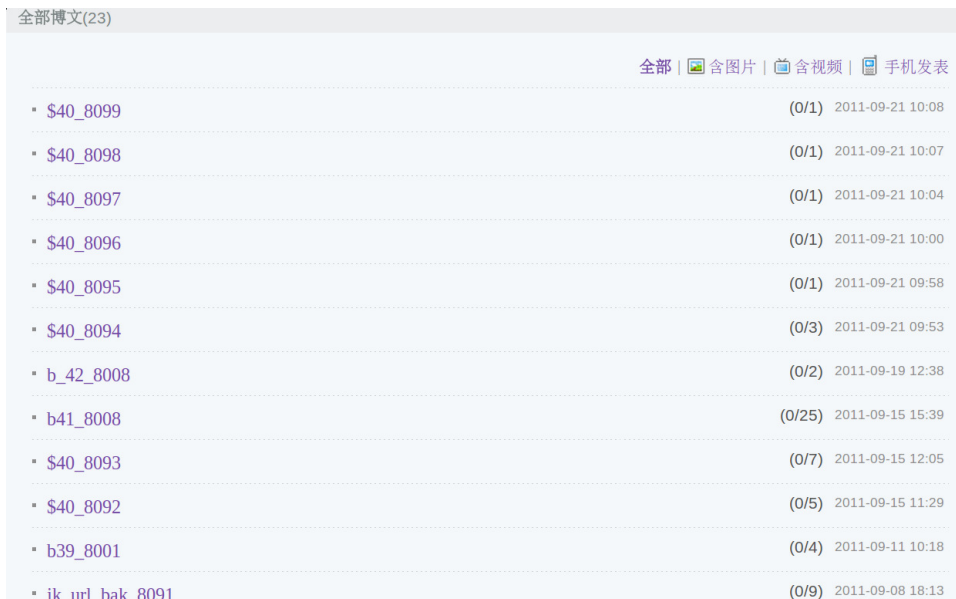 全部博文(23)
全部 | 含图片 | 含视频 | 手机发表
$40_8099 (0/1) 2011-09-21 10:08
$40_8098 (0/1) 2011-09-21 10:07
$40_8097 (0/1) 2011-09-21 10:04
$40_8096 (0/1) 2011-09-21 10:00
$40_8095 (0/1) 2011-09-21 09:58
$40_8094 (0/3) 2011-09-21 09:53
b_42_8008 (0/2) 2011-09-19 12:38
b41_8008 (0/25) 2011-09-15 15:39
$40_8093 (0/7) 2011-09-15 12:05
$40_8092 (0/5) 2011-09-15 11:29
b39_8001 (0/4) 2011-09-11 10:18
ik_url_bak_8091 (0/9) 2011-09-08 18:13